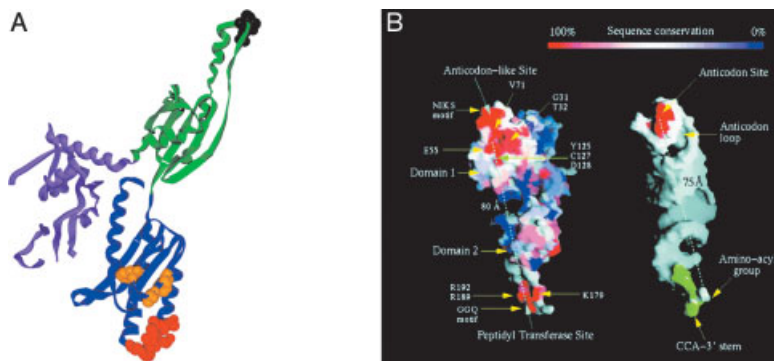 A
B
100%
Sequence conservation
0%
Anticodon-like Site
V71
Anticodon Site
NIKS
motif
G31
T32
Anticodon
loop
E55
Y125
C127
D128
Domain 1
75 Å
80 Å
Domain 2
Amino-acy
group
R192
R189
K179
GGQ
motif
Peptidyl Transferase Site
CCA-3' stem